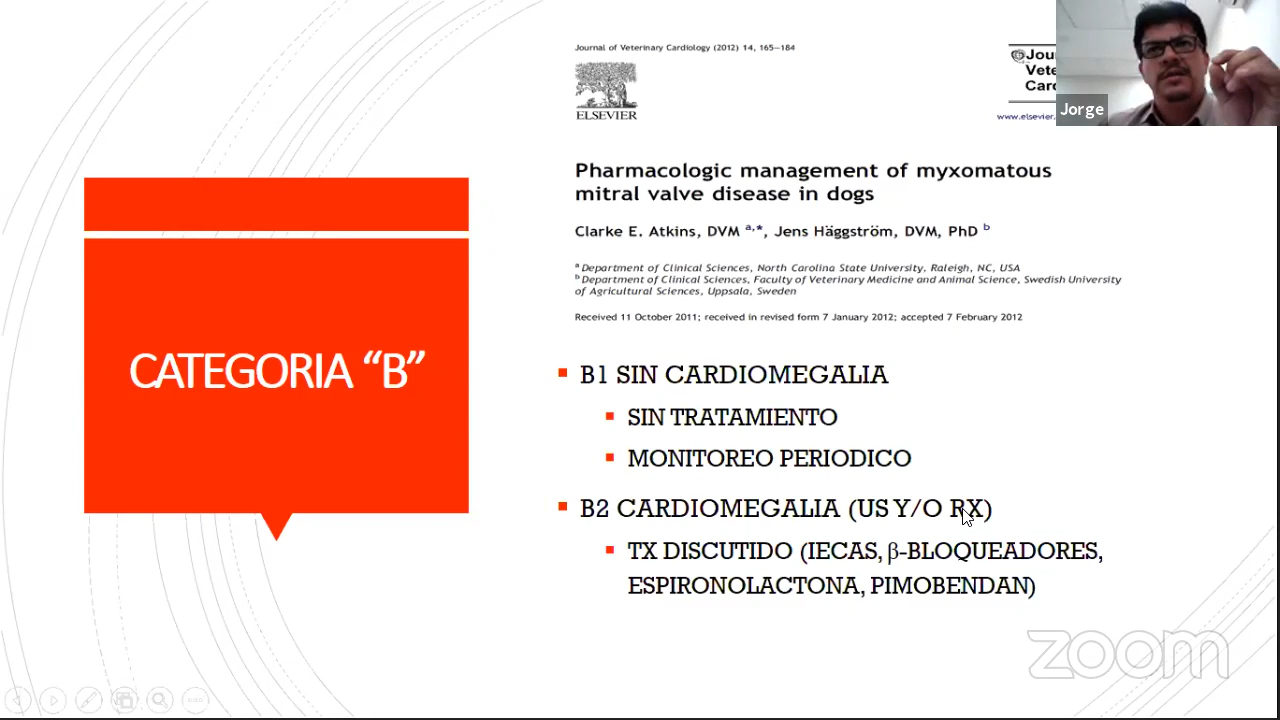 Journal of Veterinary Cardiology (2012) 14, 165–184
ELSEVIER
www.elsevier.
Jorge
Pharmacologic management of myxomatous
mitral valve disease in dogs
Clarke E. Atkins, DVM a,*, Jens Häggström, DVM, PhD b
a Department of Clinical Sciences, North Carolina State University, Raleigh, NC, USA
b Department of Clinical Sciences, Faculty of Veterinary Medicine and Animal Science, Swedish University
of Agricultural Sciences, Uppsala, Sweden
Received 11 October 2011; received in revised form 7 January 2012; accepted 7 February 2012
CATEGORIA “B”
B1 SIN CARDIOMEGALIA
SIN TRATAMIENTO
MONITOREO PERIODICO
B2 CARDIOMEGALIA (US Y/O RX)
TX DISCUTIDO (IECAS, β-BLOQUEADORES,
ESPIRONOLACTONA, PIMOBENDAN)
zoom